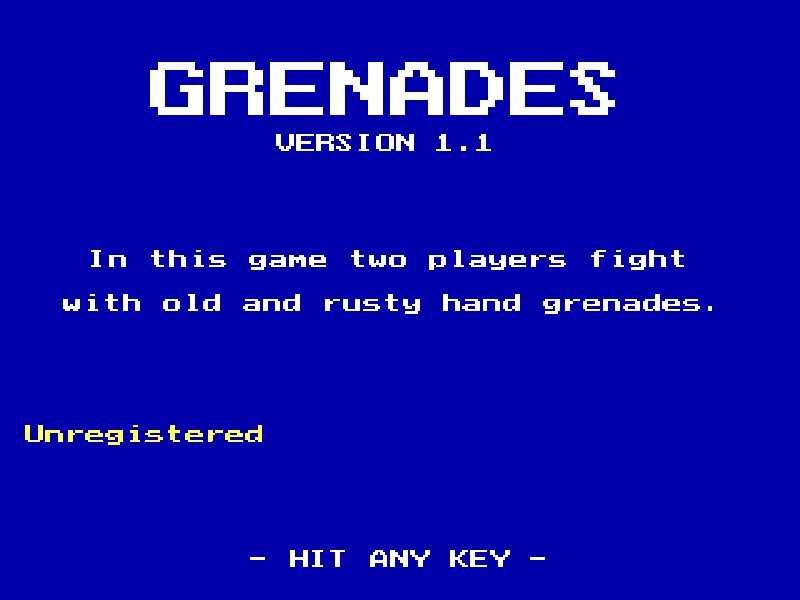 GRENADES
VERSION 1.1
In this game two players fight
with old and rusty hand grenades.
Unregistered
- HIT ANY KEY -